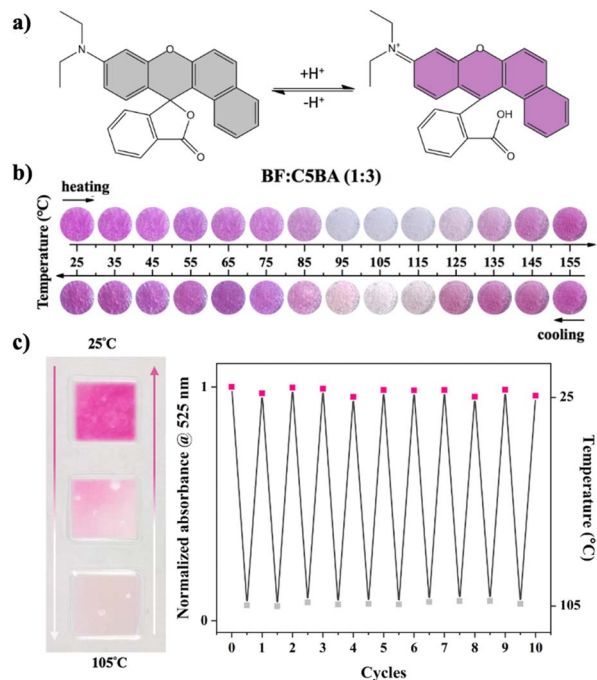 a)
N
O
O
O
+H⁺
-H⁺
N⁺
O
OH
O
b)
BF:C5BA (1:3)
heating
Temperature (°C)
25 35 45 55 65 75 85 95 105 115 125 135 145 155
cooling
c)
25°C
105°C
Normalized absorbance @ 525 nm
1
0
25
105
Temperature (°C)
0 1 2 3 4 5 6 7 8 9 10
Cycles